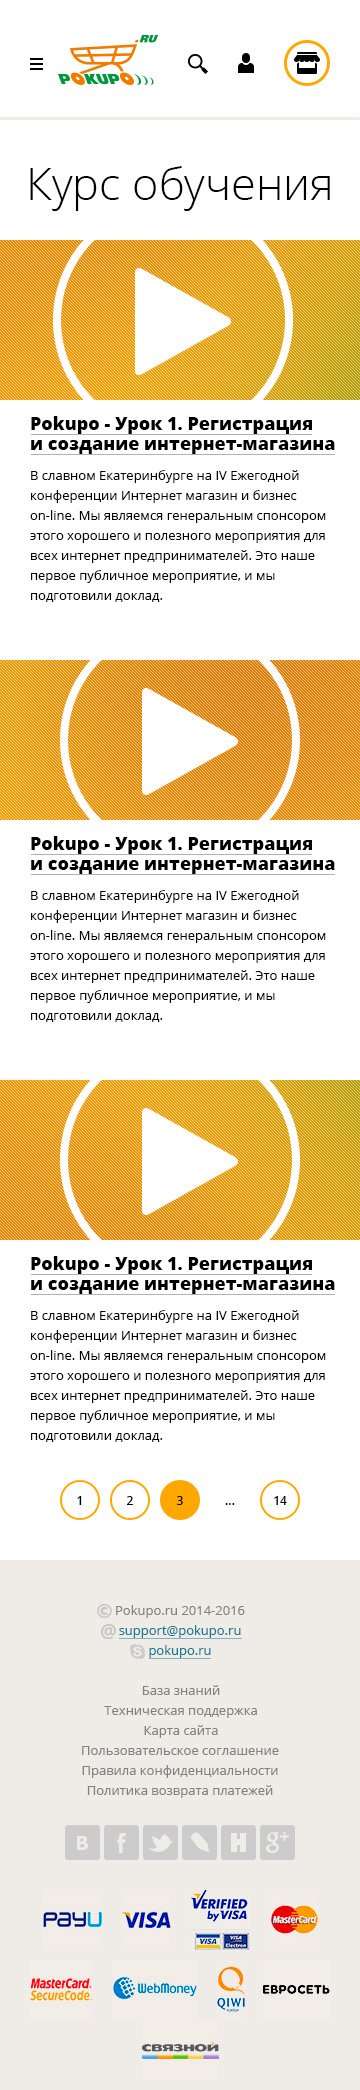 POKUPO.RU
Курс обучения
Pokupo - Урок 1. Регистрация
и создание интернет-магазина
В славном Екатеринбурге на IV Ежегодной
конференции Интернет магазин и бизнес
on-line. Мы являемся генеральным спонсором
этого хорошего и полезного мероприятия для
всех интернет предпринимателей. Это наше
первое публичное мероприятие, и мы
подготовили доклад.
Pokupo - Урок 1. Регистрация
и создание интернет-магазина
В славном Екатеринбурге на IV Ежегодной
конференции Интернет магазин и бизнес
on-line. Мы являемся генеральным спонсором
этого хорошего и полезного мероприятия для
всех интернет предпринимателей. Это наше
первое публичное мероприятие, и мы
подготовили доклад.
Pokupo - Урок 1. Регистрация
и создание интернет-магазина
В славном Екатеринбурге на IV Ежегодной
конференции Интернет магазин и бизнес
on-line. Мы являемся генеральным спонсором
этого хорошего и полезного мероприятия для
всех интернет предпринимателей. Это наше
первое публичное мероприятие, и мы
подготовили доклад.
1 2 3 ... 14
© Pokupo.ru 2014-2016
@ support@pokupo.ru
pokupo.ru
База знаний
Техническая поддержка
Карта сайта
Пользовательское соглашение
Правила конфиденциальности
Политика возврата платежей
B f H g+
PayU VISA VERIFIED by VISA MasterCard
VISA VISA Electron
MasterCard. SecureCode. WebMoney QIWI ЕВРОСЕТЬ
СВЯЗНОЙ